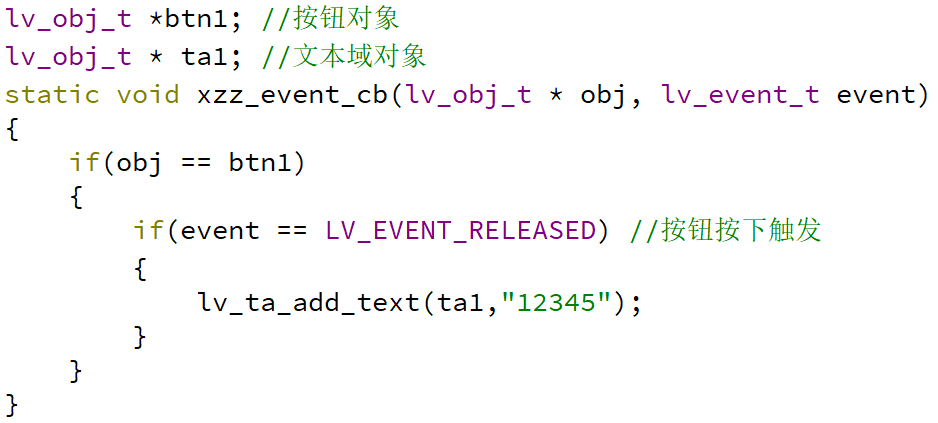 lv_obj_t *btn1; //按钮对象
lv_obj_t * ta1; //文本域对象
static void xzz_event_cb(lv_obj_t * obj, lv_event_t event)
{
    if(obj == btn1)
    {
        if(event == LV_EVENT_RELEASED) //按钮按下触发
        {
            lv_ta_add_text(ta1,"12345");
        }
    }
}